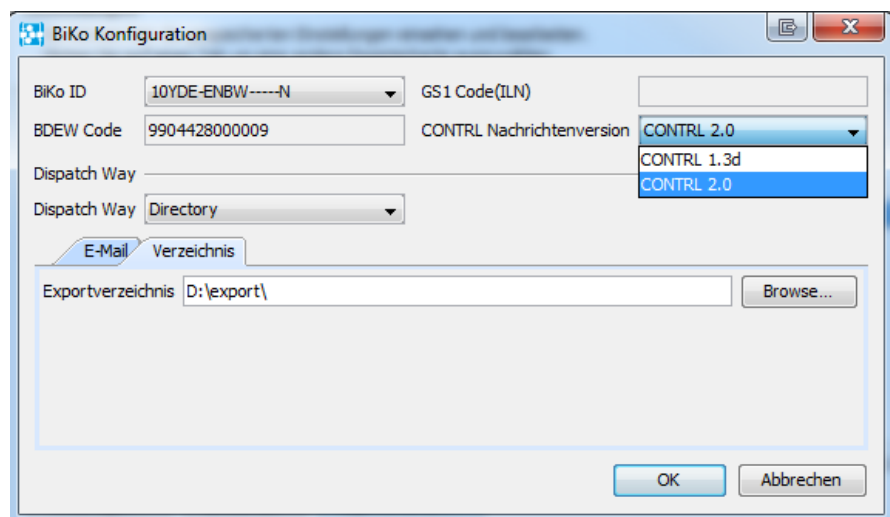 BiKo Konfiguration
BiKo ID 10YDE-ENBW-----N GS1 Code(ILN)
BDEW Code 9904428000009 CONTRL Nachrichtenversion CONTRL 2.0
CONTRL 1.3d
CONTRL 2.0
Dispatch Way
Dispatch Way Directory
E-Mail Verzeichnis
Exportverzeichnis D:\export\ Browse...
OK Abbrechen